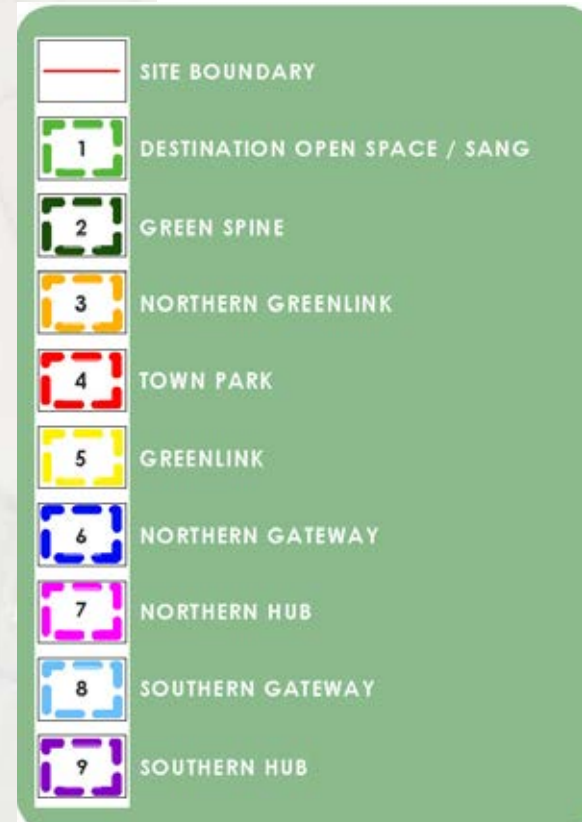 SITE BOUNDARY
1 DESTINATION OPEN SPACE / SANG
2 GREEN SPINE
3 NORTHERN GREENLINK
4 TOWN PARK
5 GREENLINK
6 NORTHERN GATEWAY
7 NORTHERN HUB
8 SOUTHERN GATEWAY
9 SOUTHERN HUB